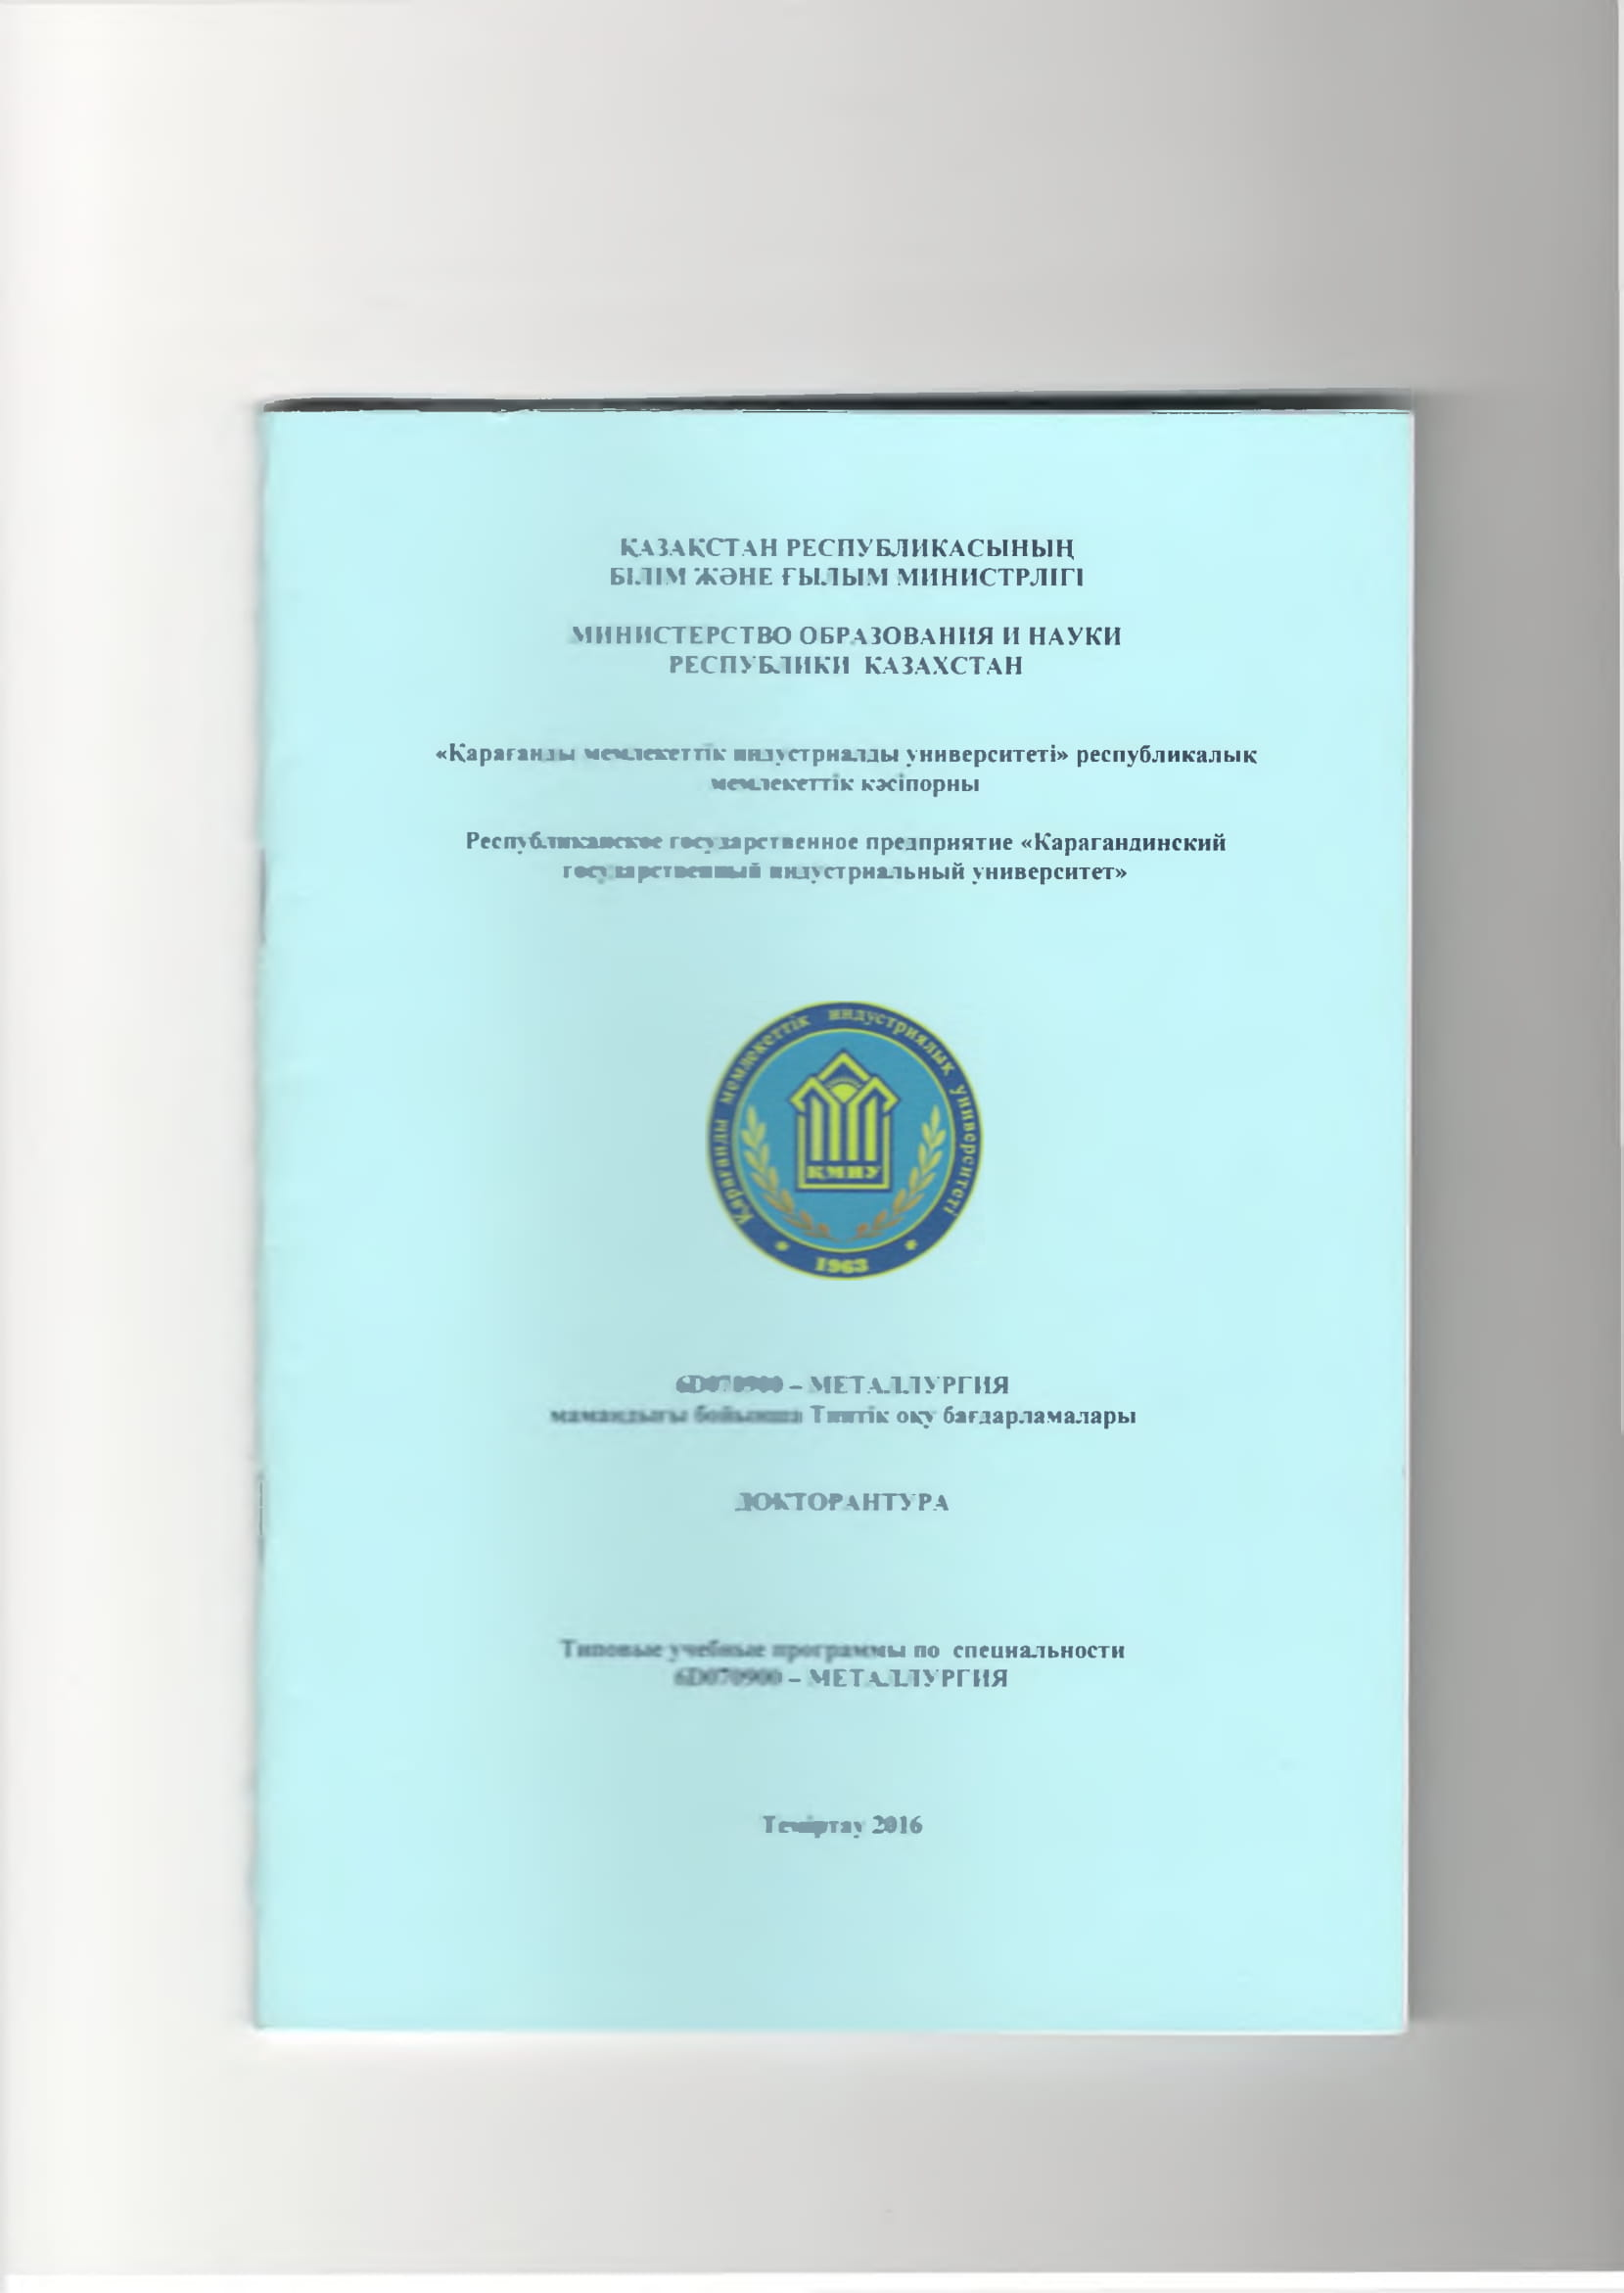 ҚАЗАҚСТАН РЕСПУБЛИКАСЫНЫҢ
БІЛІМ ЖӘНЕ ҒЫЛЫМ МИНИСТРЛІГІ
МИНИСТЕРСТВО ОБРАЗОВАНИЯ И НАУКИ
РЕСПУБЛИКИ КАЗАХСТАН
«Қарағанды мемлекеттік индустриалды университеті» республикалық
мемлекеттік кәсіпорны
Республиканское государственное предприятие «Карагандинский
государственный индустриальный университет»
Қарағанды мемлекеттік индустриялық университеті
ҚМИУ
1963
6D070900 – МЕТАЛЛУРГИЯ
мамандығы бойынша Типтік оқу бағдарламалары
ДОКТОРАНТУРА
Типовые учебные программы по специальности
6D070900 – МЕТАЛЛУРГИЯ
Теміртау 2016